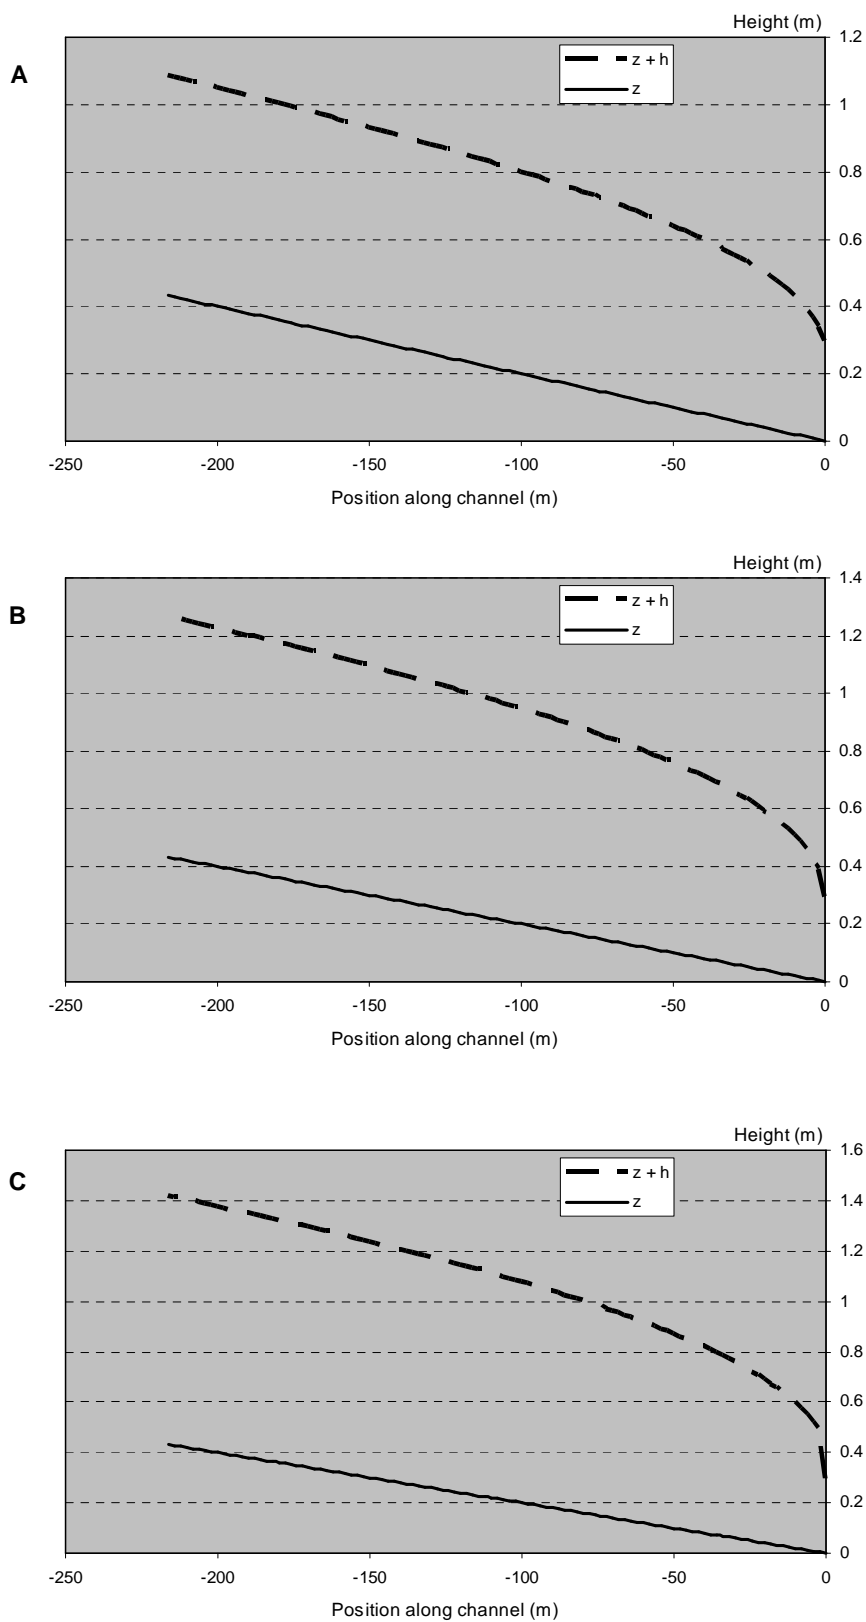 Height (m)
A
z + h
z
1.2
1
0.8
0.6
0.4
0.2
0
-250 -200 -150 -100 -50 0
Position along channel (m)
Height (m)
B
z + h
z
1.4
1.2
1
0.8
0.6
0.4
0.2
0
-250 -200 -150 -100 -50 0
Position along channel (m)
Height (m)
C
z + h
z
1.6
1.4
1.2
1
0.8
0.6
0.4
0.2
0
-250 -200 -150 -100 -50 0
Position along channel (m)